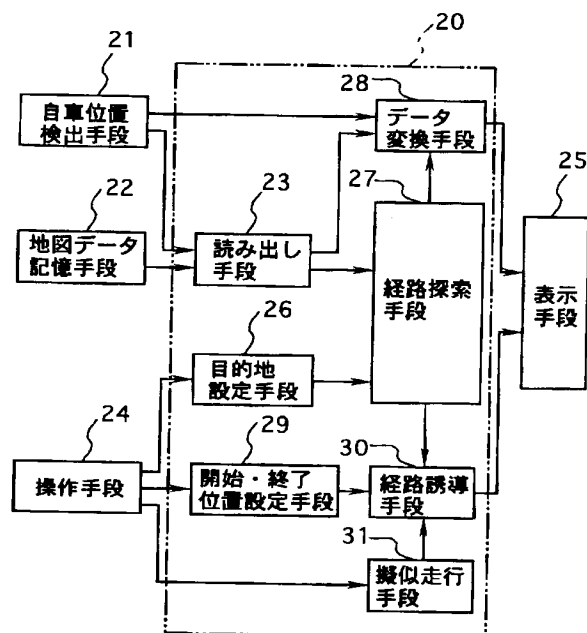 20
21
自車位置
検出手段
28
データ
変換手段
22
地図データ
記憶手段
23
読み出し
手段
27
経路探索
手段
25
表示
手段
26
目的地
設定手段
24
操作手段
29
開始・終了
位置設定手段
30
経路誘導
手段
31
擬似走行
手段